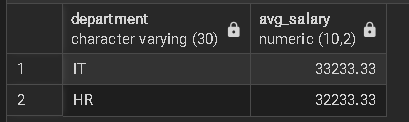 department avg_salary
character varying (30) numeric (10,2)
1 IT 33233.33
2 HR 32233.33